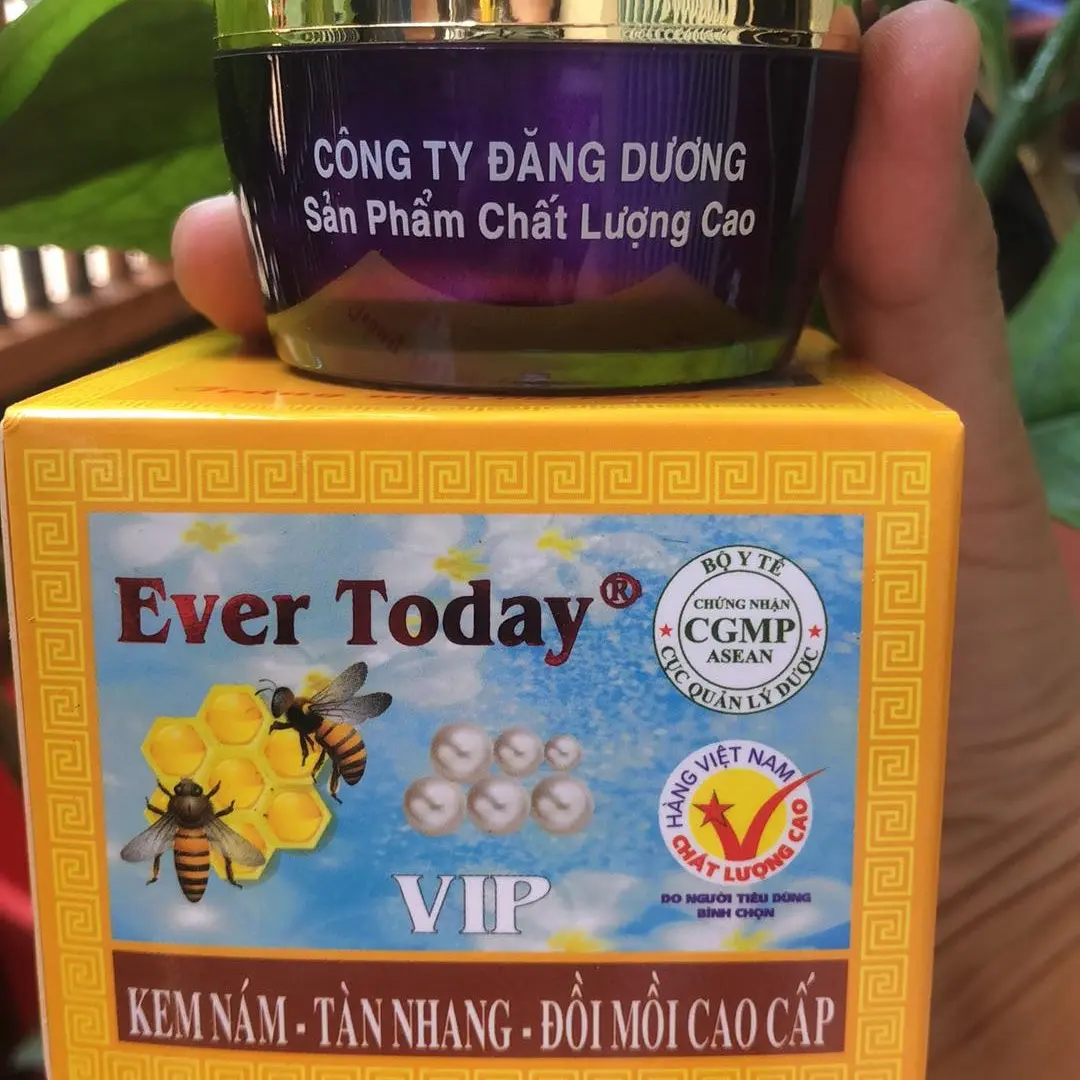 CÔNG TY ĐĂNG DƯƠNG
Sản Phẩm Chất Lượng Cao
Ever Today®
BỘ Y TẾ
CHỨNG NHẬN
CGMP
ASEAN
CỤC QUẢN LÝ DƯỢC
HÀNG VIỆT NAM
CHẤT LƯỢNG CAO
DO NGƯỜI TIÊU DÙNG
BÌNH CHỌN
VIP
KEM NÁM - TÀN NHANG - ĐỒI MỒI CAO CẤP